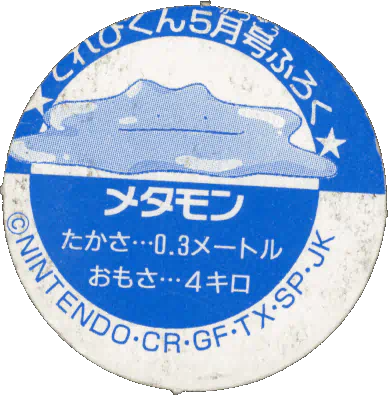 ★てれびくん5月号ふろく★
メタモン
たかさ…0.3メートル
おもさ…4キロ
©NINTENDO・CR・GF・TX・SP・JK